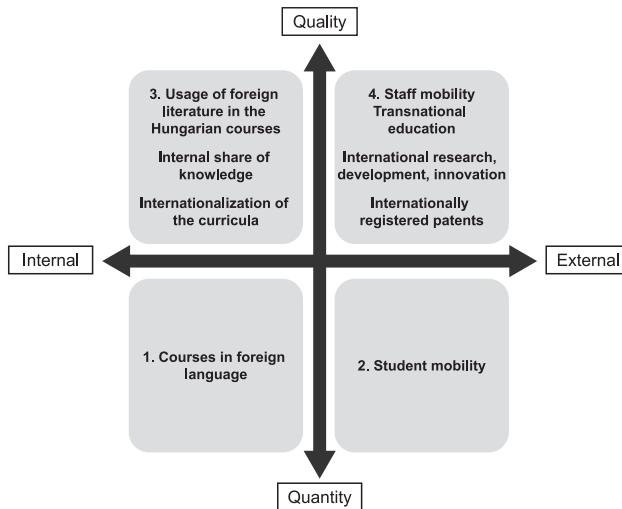 Quality
3. Usage of foreign
literature in the
Hungarian courses
Internal share of
knowledge
Internationalization of
the curricula
4. Staff mobility
Transnational
education
International research,
development, innovation
Internationally
registered patents
Internal
External
1. Courses in foreign
language
2. Student mobility
Quantity